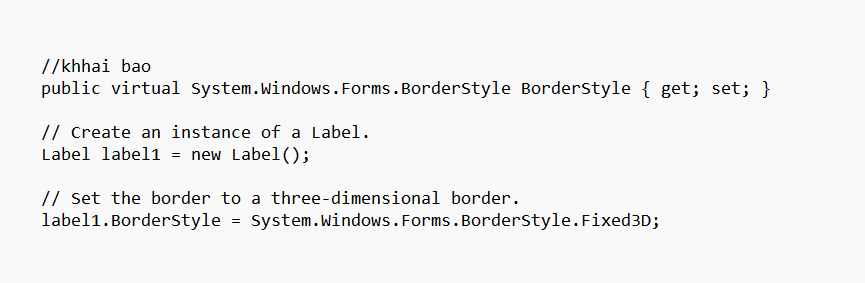 //khhai bao
public virtual System.Windows.Forms.BorderStyle BorderStyle { get; set; }
// Create an instance of a Label.
Label label1 = new Label();
// Set the border to a three-dimensional border.
label1.BorderStyle = System.Windows.Forms.BorderStyle.Fixed3D;